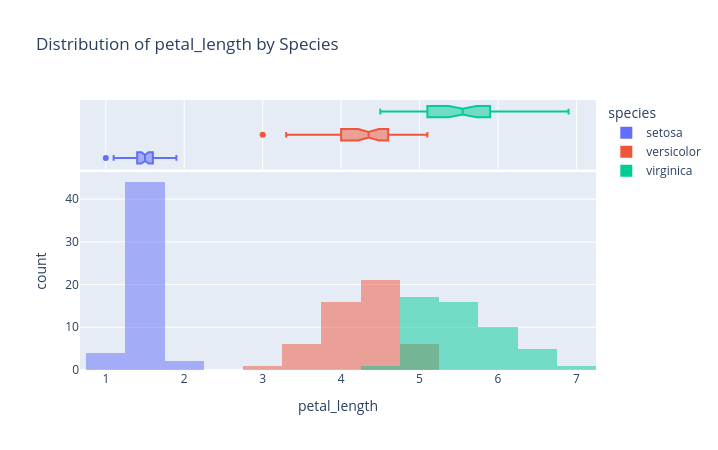 Distribution of petal_length by Species
species
setosa
versicolor
virginica
count
40
30
20
10
0
1 2 3 4 5 6 7
petal_length